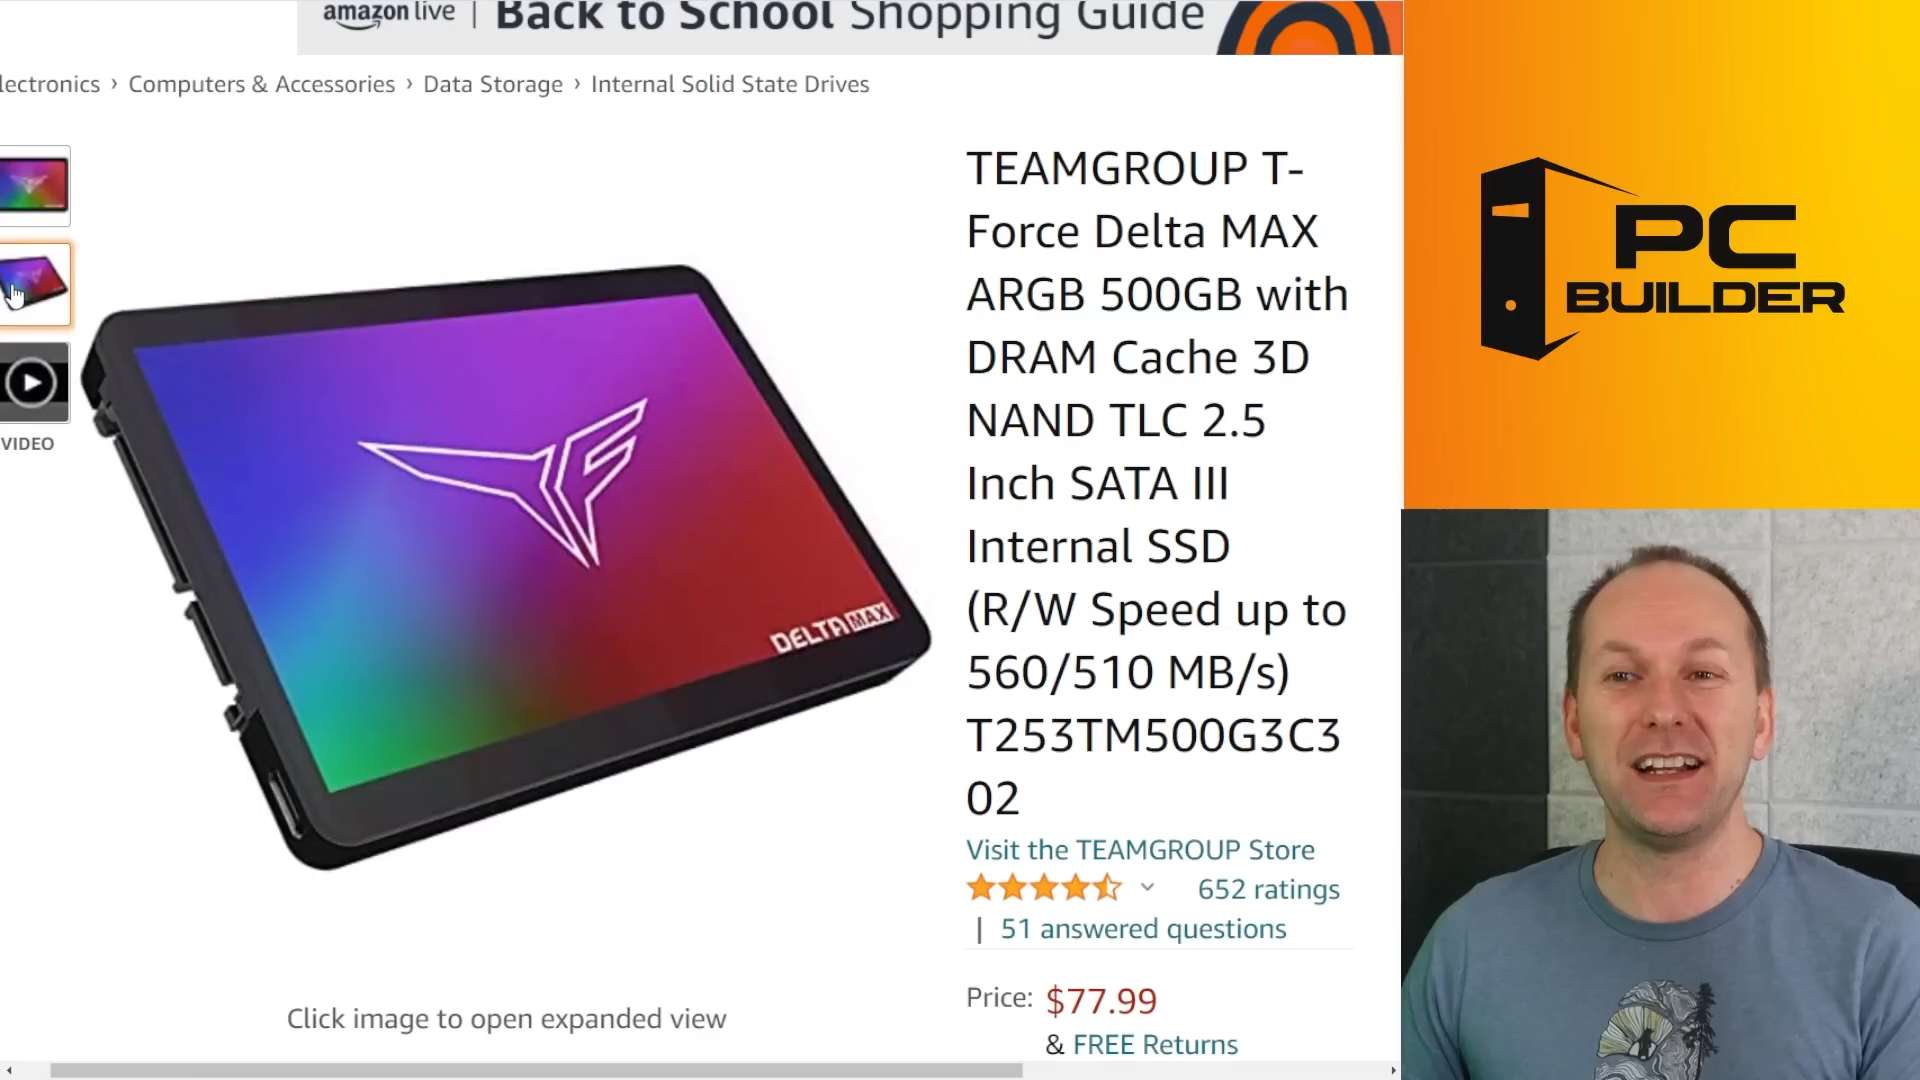 amazon live | Back to School Shopping Guide
lectronics › Computers & Accessories › Data Storage › Internal Solid State Drives
TEAMGROUP T-
Force Delta MAX
ARGB 500GB with
DRAM Cache 3D
NAND TLC 2.5
Inch SATA III
Internal SSD
(R/W Speed up to
560/510 MB/s)
T253TM500G3C3
02
Visit the TEAMGROUP Store
652 ratings
| 51 answered questions
Price: $77.99
& FREE Returns
VIDEO
DELTA MAX
Click image to open expanded view
PC
BUILDER